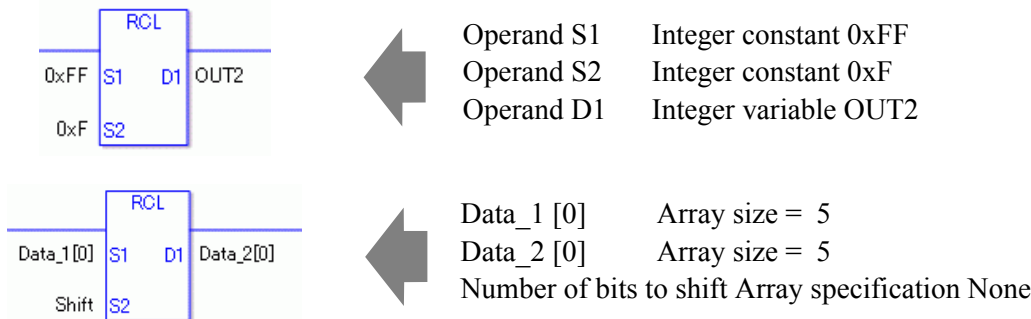 RCL
0xFF S1 D1 OUT2
0xF S2
Operand S1 Integer constant 0xFF
Operand S2 Integer constant 0xF
Operand D1 Integer variable OUT2
RCL
Data_1[0] S1 D1 Data_2[0]
Shift S2
Data_1 [0] Array size = 5
Data_2 [0] Array size = 5
Number of bits to shift Array specification None